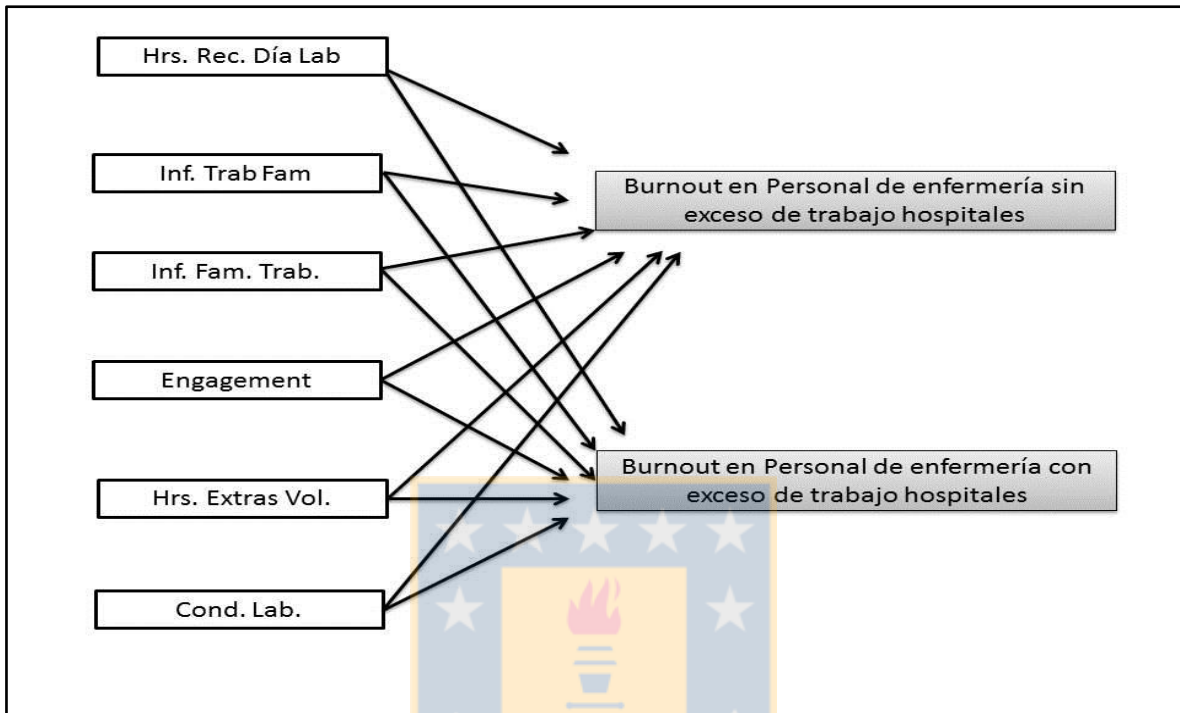 Hrs. Rec. Día Lab
Inf. Trab Fam
Inf. Fam. Trab.
Engagement
Hrs. Extras Vol.
Cond. Lab.
Burnout en Personal de enfermería sin
exceso de trabajo hospitales
Burnout en Personal de enfermería con
exceso de trabajo hospitales